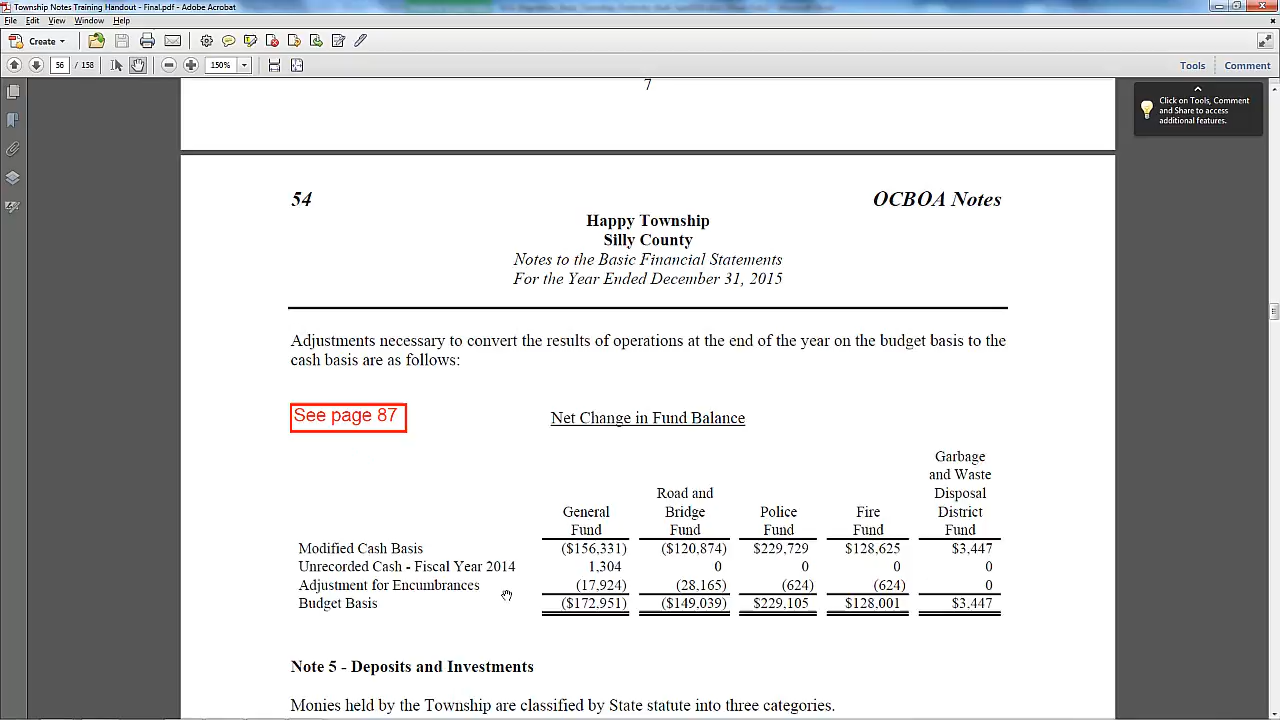 Township Notes Training Handout - Final.pdf - Adobe Acrobat
File Edit View Window Help
Create
56 / 158 150% Tools Comment
7
Click on Tools, Comment
and Share to access
additional features.
54 OCBOA Notes
Happy Township
Silly County
Notes to the Basic Financial Statements
For the Year Ended December 31, 2015
Adjustments necessary to convert the results of operations at the end of the year on the budget basis to the
cash basis are as follows:
See page 87 Net Change in Fund Balance
Garbage
and Waste
Road and Disposal
General Bridge Police Fire District
Fund Fund Fund Fund Fund
Modified Cash Basis ($156,331) ($120,874) $229,729 $128,625 $3,447
Unrecorded Cash - Fiscal Year 2014 1,304 0 0 0 0
Adjustment for Encumbrances (17,924) (28,165) (624) (624) 0
Budget Basis ($172,951) ($149,039) $229,105 $128,001 $3,447
Note 5 - Deposits and Investments
Monies held by the Township are classified by State statute into three categories.